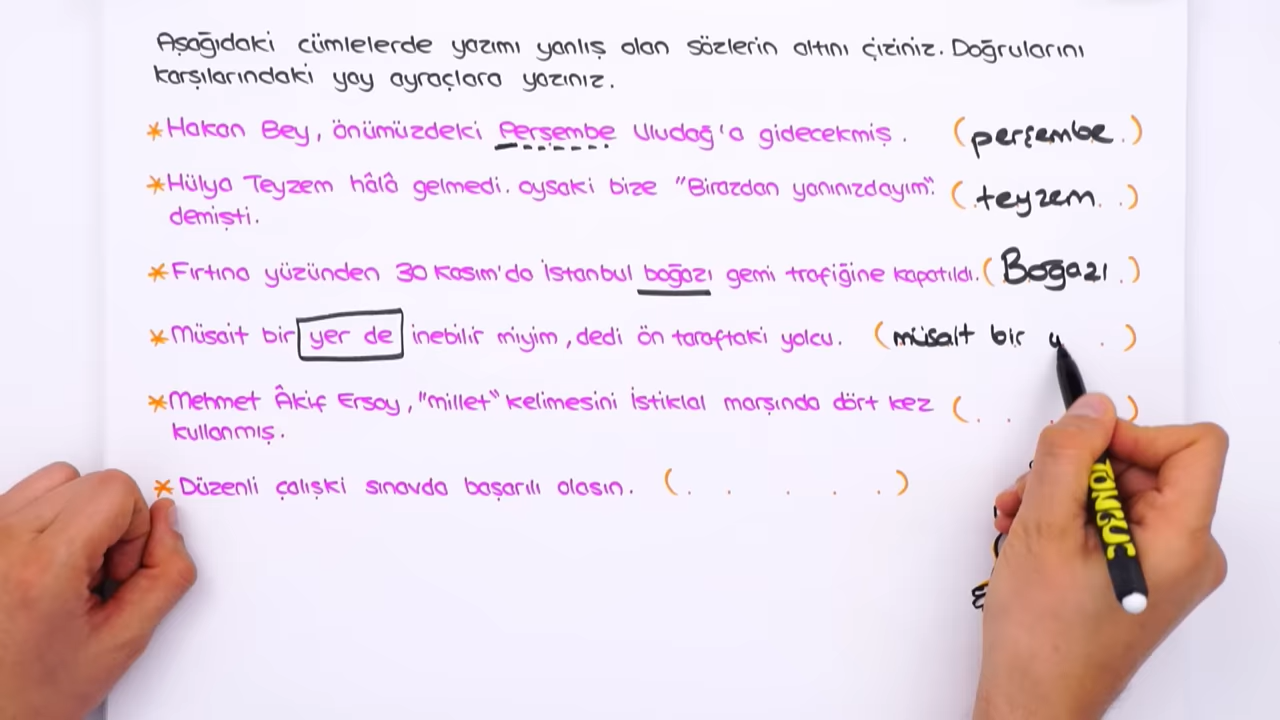 Aşağıdaki cümlelerde yazımı yanlış olan sözlerin altını çiziniz. Doğrularını
karşılarındaki yay ayraçlara yazınız.
* Hakan Bey, önümüzdeki Perşembe Uludağ'a gidecekmiş. (perşembe.)
* Hülya Teyzem hâlâ gelmedi. oysaki bize "Birazdan yanınızdayım". (.teyzem. .)
demişti.
* Fırtına yüzünden 30 Kasım'da İstanbul boğazı gemi trafiğine kapatıldı. (Boğazı.)
* Müsait bir yer de inebilir miyim, dedi ön taraftaki yolcu. (müsait bir y .)
* Mehmet Âkif Ersoy, "millet" kelimesini İstiklal marşında dört kez (. . . )
kullanmış.
* Düzenli çalışki sınavda başarılı olasın. (. . . . .)
TONGUÇ